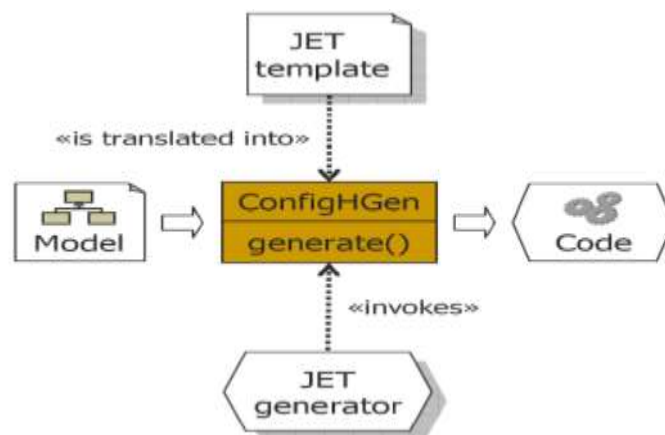 JET
template
«is translated into»
ConfigHGen
Model
generate()
Code
«invokes»
JET
generator